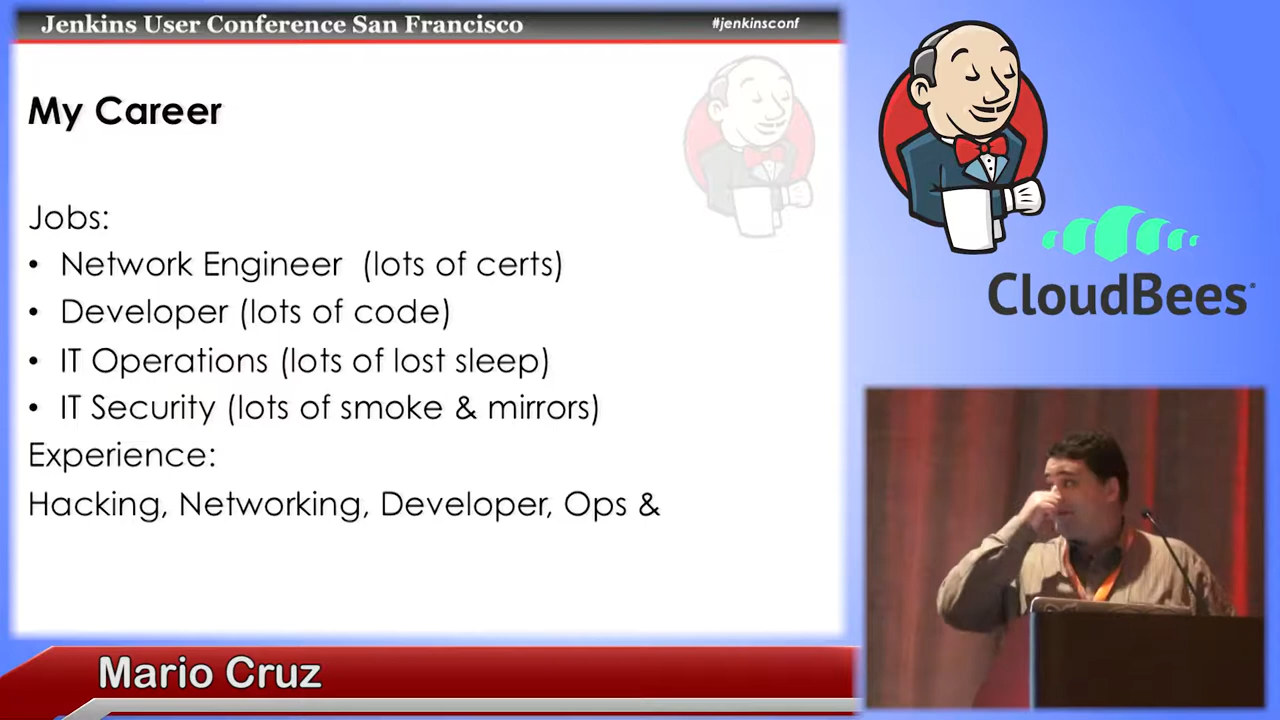 Jenkins User Conference San Francisco
#jenkinsconf
My Career
Jobs:
• Network Engineer (lots of certs)
• Developer (lots of code)
• IT Operations (lots of lost sleep)
• IT Security (lots of smoke & mirrors)
Experience:
Hacking, Networking, Developer, Ops &
CloudBees
Mario Cruz